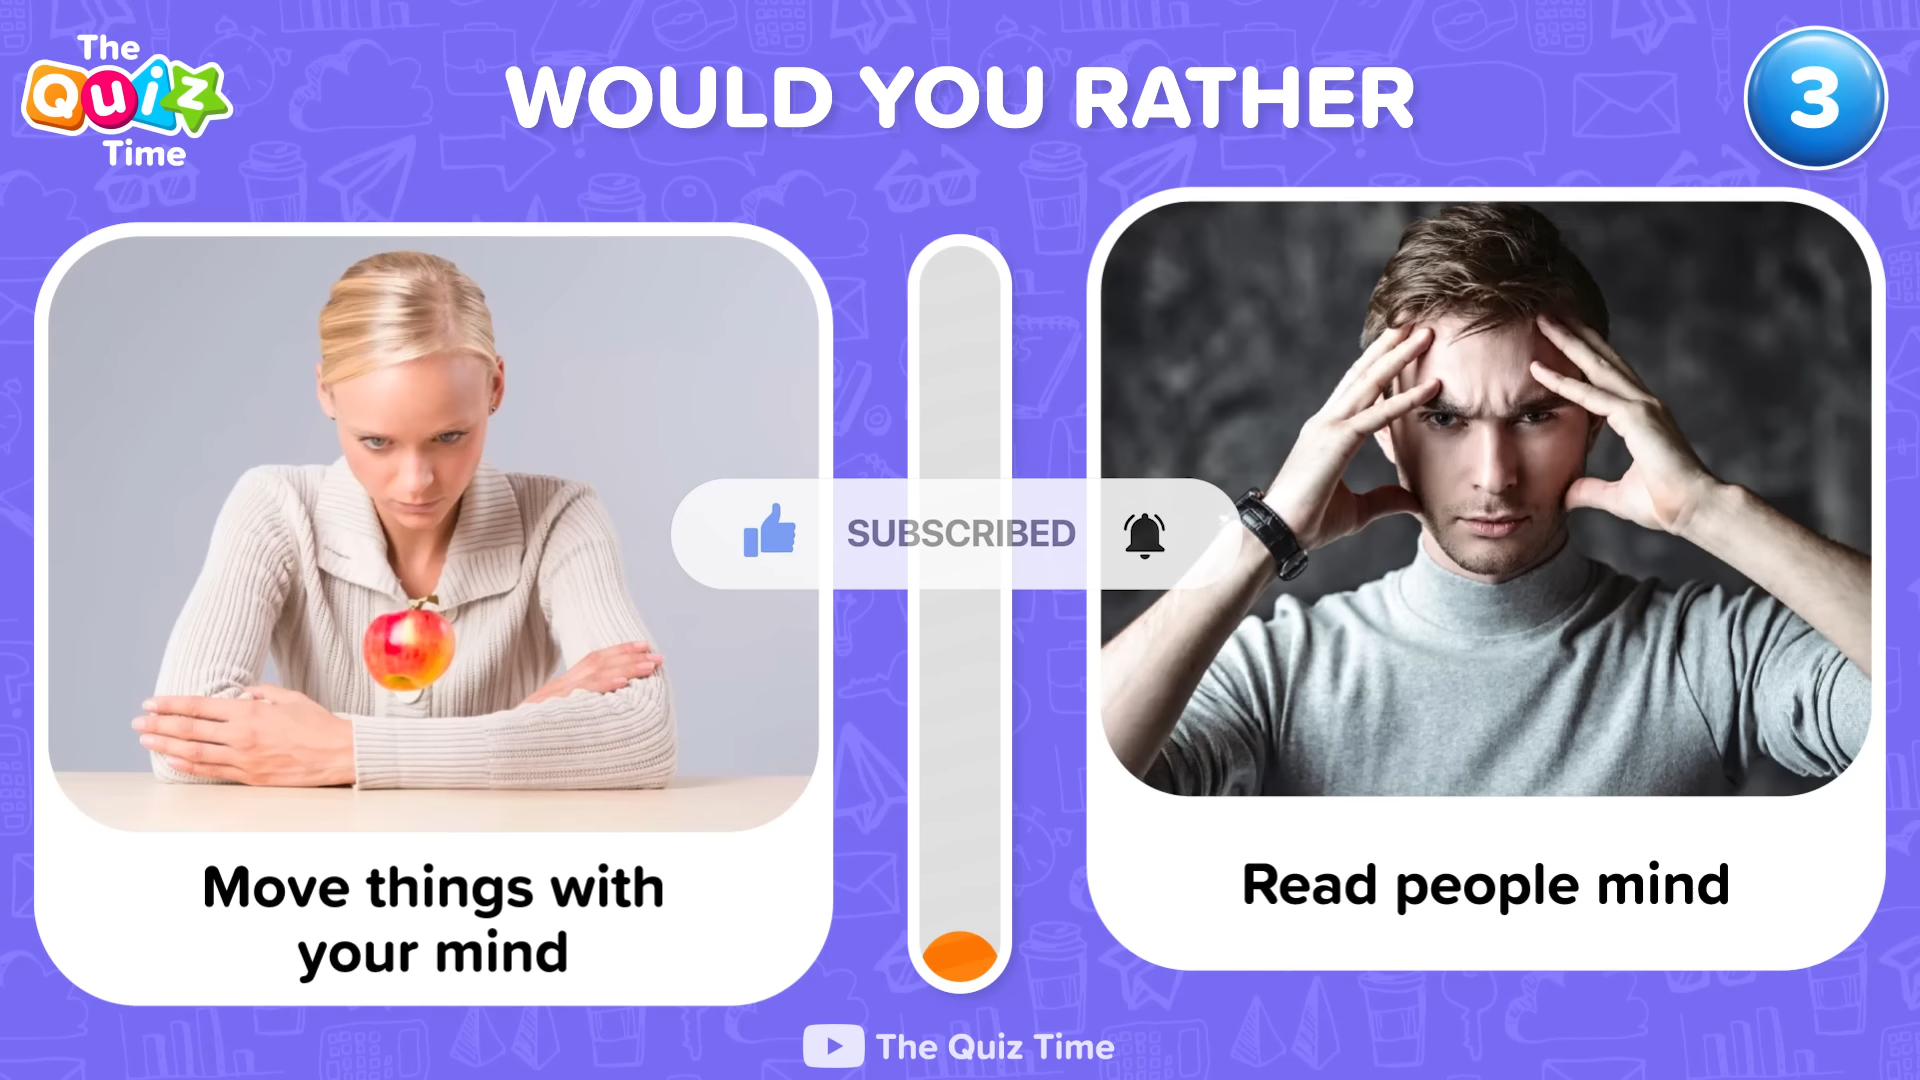 The
Quiz
Time
WOULD YOU RATHER
3
SUBSCRIBED
Move things with
your mind
Read people mind
The Quiz Time